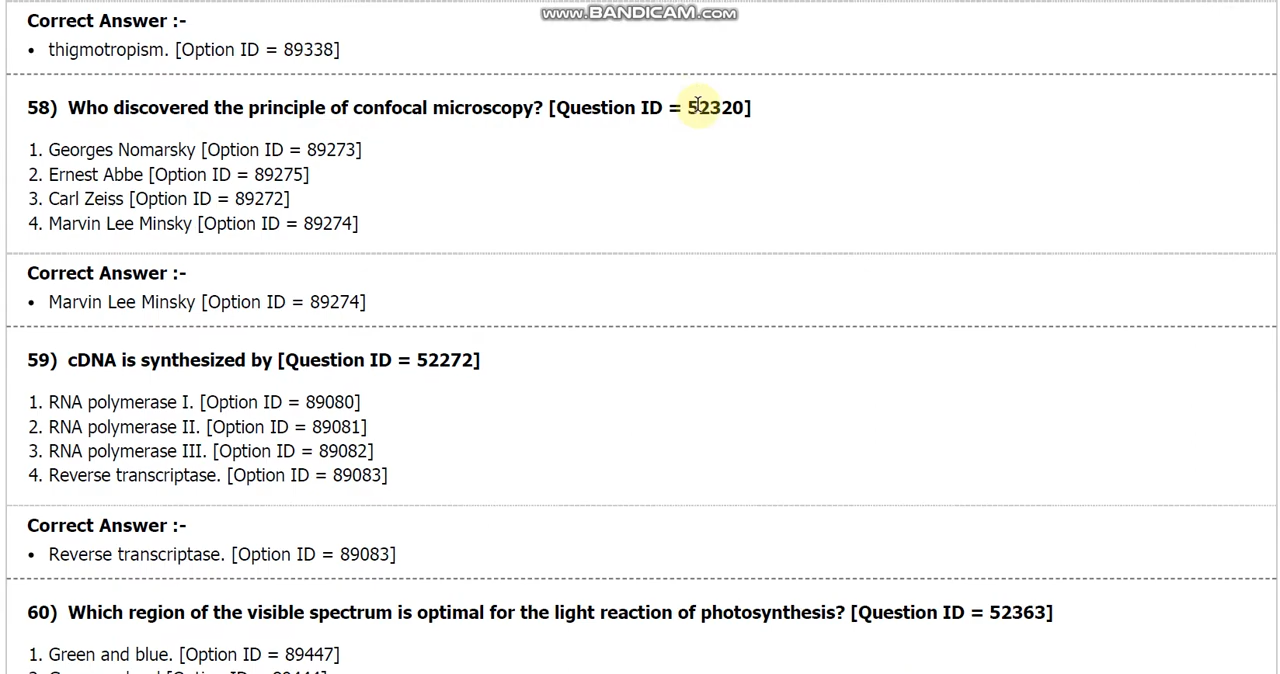 www.BANDICAM.com
Correct Answer :-
• thigmotropism. [Option ID = 89338]
58) Who discovered the principle of confocal microscopy? [Question ID = 52320]
1. Georges Nomarsky [Option ID = 89273]
2. Ernest Abbe [Option ID = 89275]
3. Carl Zeiss [Option ID = 89272]
4. Marvin Lee Minsky [Option ID = 89274]
Correct Answer :-
• Marvin Lee Minsky [Option ID = 89274]
59) cDNA is synthesized by [Question ID = 52272]
1. RNA polymerase I. [Option ID = 89080]
2. RNA polymerase II. [Option ID = 89081]
3. RNA polymerase III. [Option ID = 89082]
4. Reverse transcriptase. [Option ID = 89083]
Correct Answer :-
• Reverse transcriptase. [Option ID = 89083]
60) Which region of the visible spectrum is optimal for the light reaction of photosynthesis? [Question ID = 52363]
1. Green and blue. [Option ID = 89447]